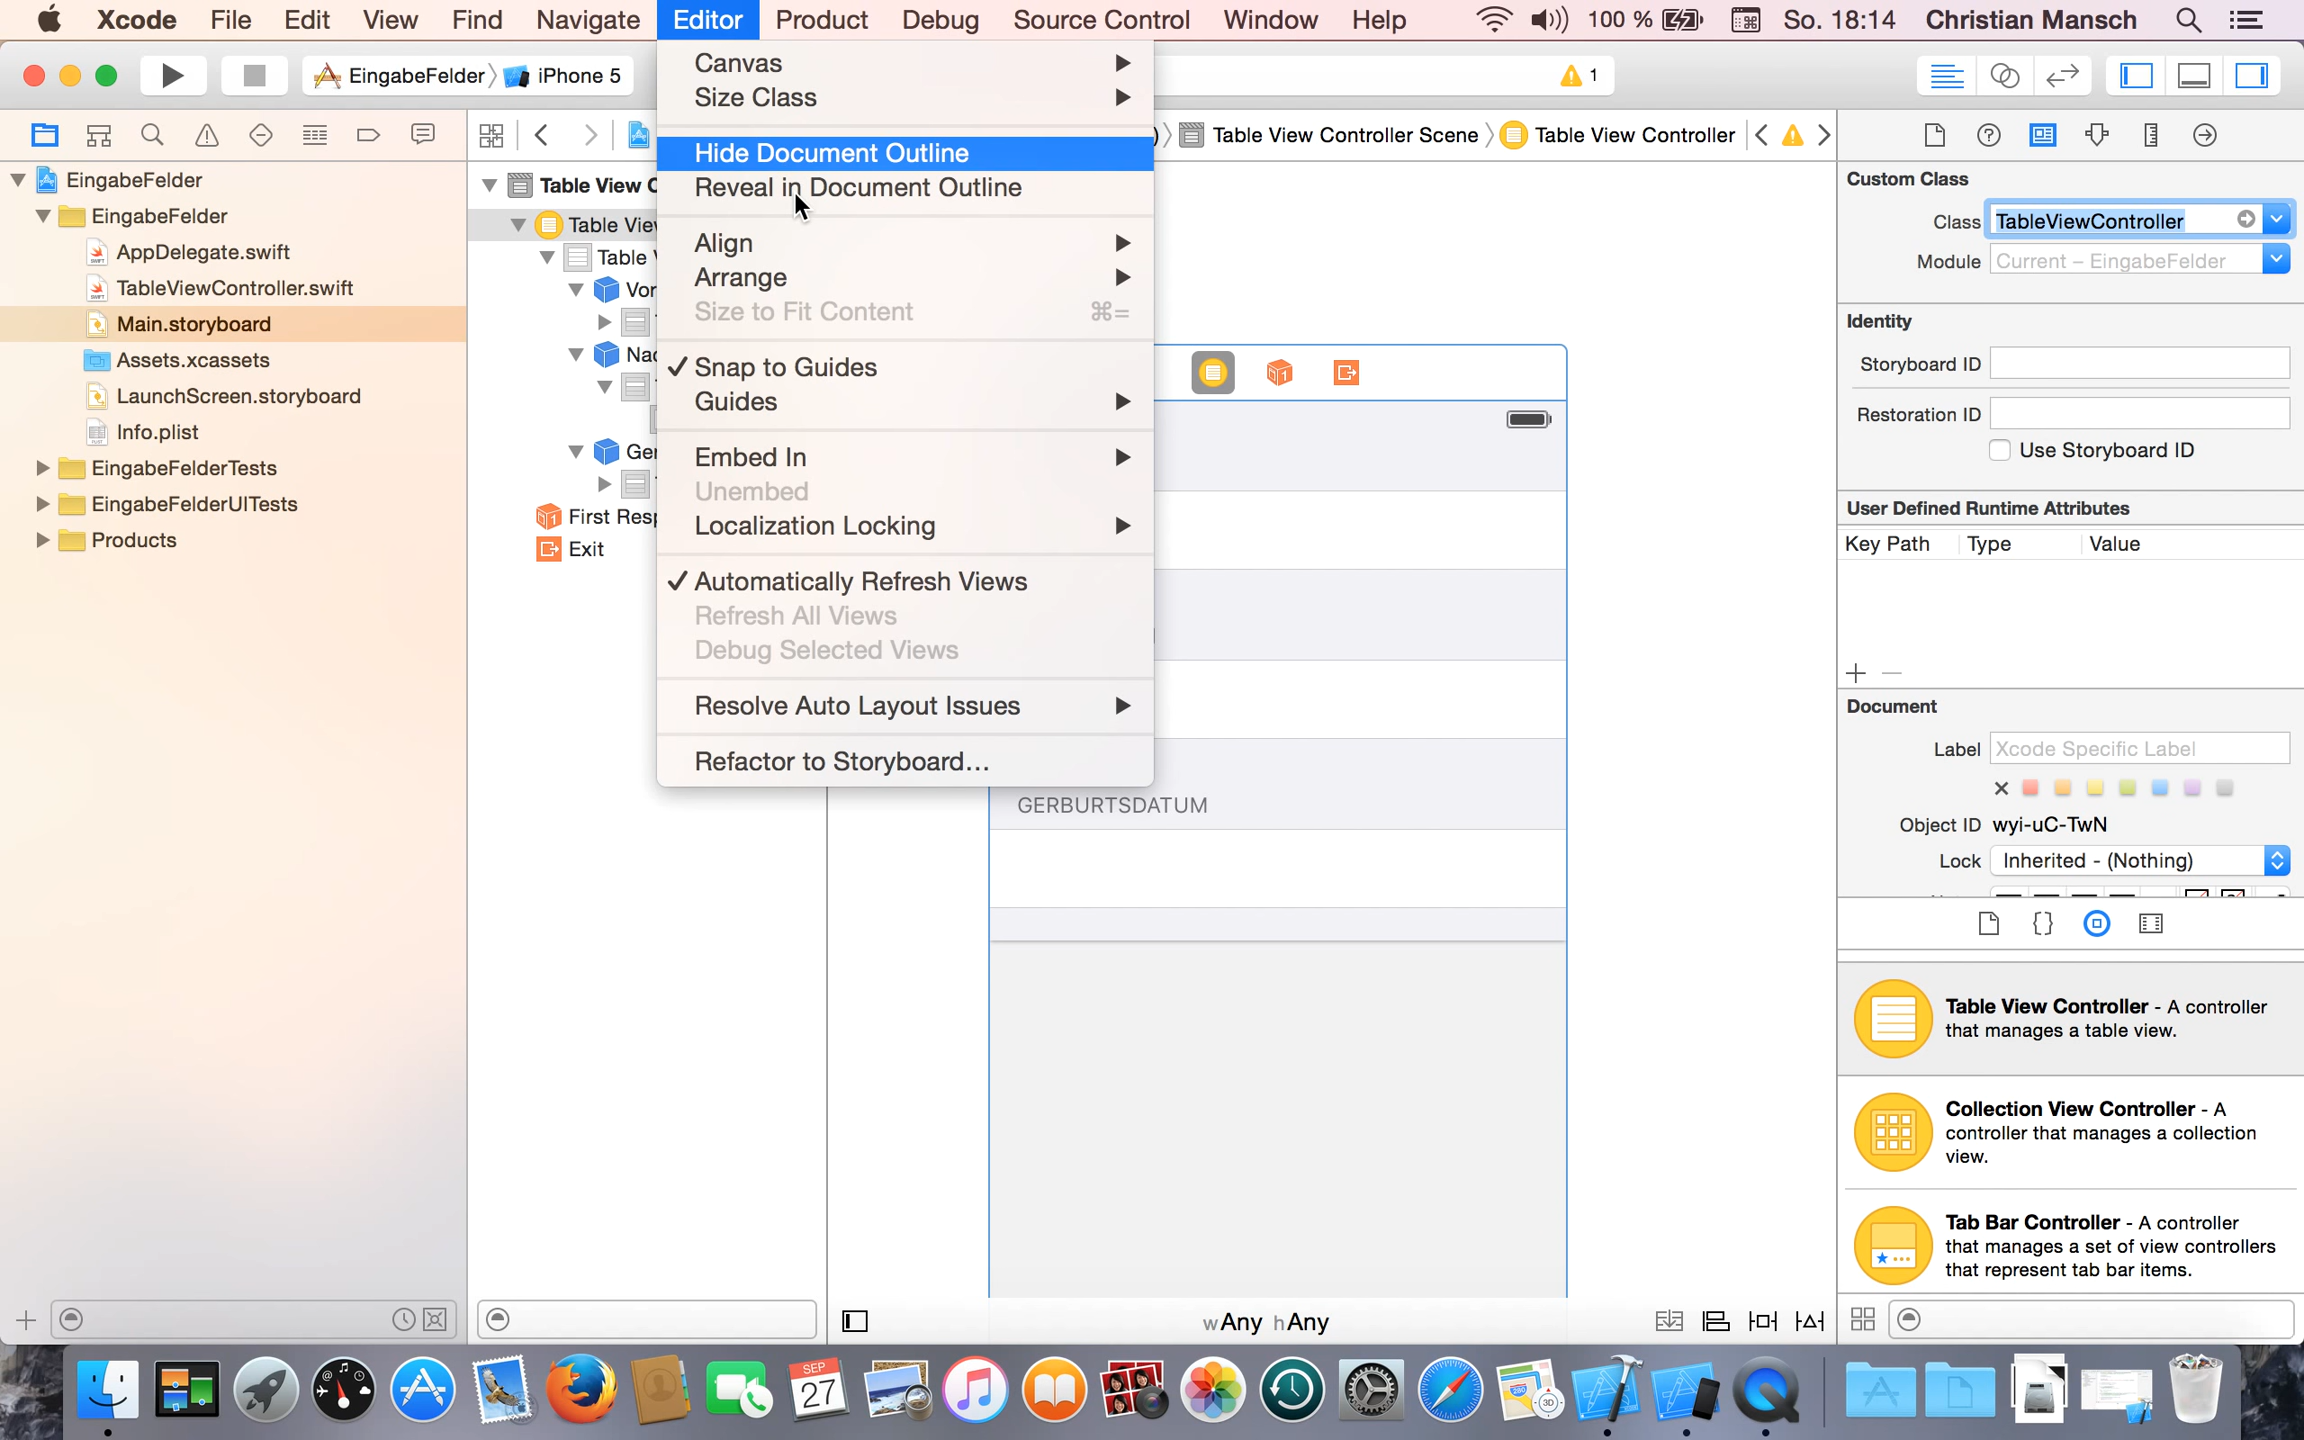 Xcode File Edit View Find Navigate Editor Product Debug Source Control Window Help 100 % So. 18:14 Christian Mansch
EingabeFelder iPhone 5
1
Table View Controller Scene Table View Controller
Canvas
Size Class
Hide Document Outline
Reveal in Document Outline
Align
Arrange
Size to Fit Content ⌘=
✓ Snap to Guides
Guides
Embed In
Unembed
Localization Locking
✓ Automatically Refresh Views
Refresh All Views
Debug Selected Views
Resolve Auto Layout Issues
Refactor to Storyboard...
EingabeFelder
EingabeFelder
AppDelegate.swift
TableViewController.swift
Main.storyboard
Assets.xcassets
LaunchScreen.storyboard
Info.plist
EingabeFelderTests
EingabeFelderUITests
Products
Table View
Table
Exit
GERBURTSDATUM
wAny hAny
Custom Class
Class TableViewController
Module Current – EingabeFelder
Identity
Storyboard ID
Restoration ID
Use Storyboard ID
User Defined Runtime Attributes
Key Path Type Value
Document
Label Xcode Specific Label
Object ID wyi-uC-TwN
Lock Inherited - (Nothing)
Table View Controller - A controller
that manages a table view.
Collection View Controller - A
controller that manages a collection
view.
Tab Bar Controller - A controller
that manages a set of view controllers
that represent tab bar items.
SEP
27
280
3D